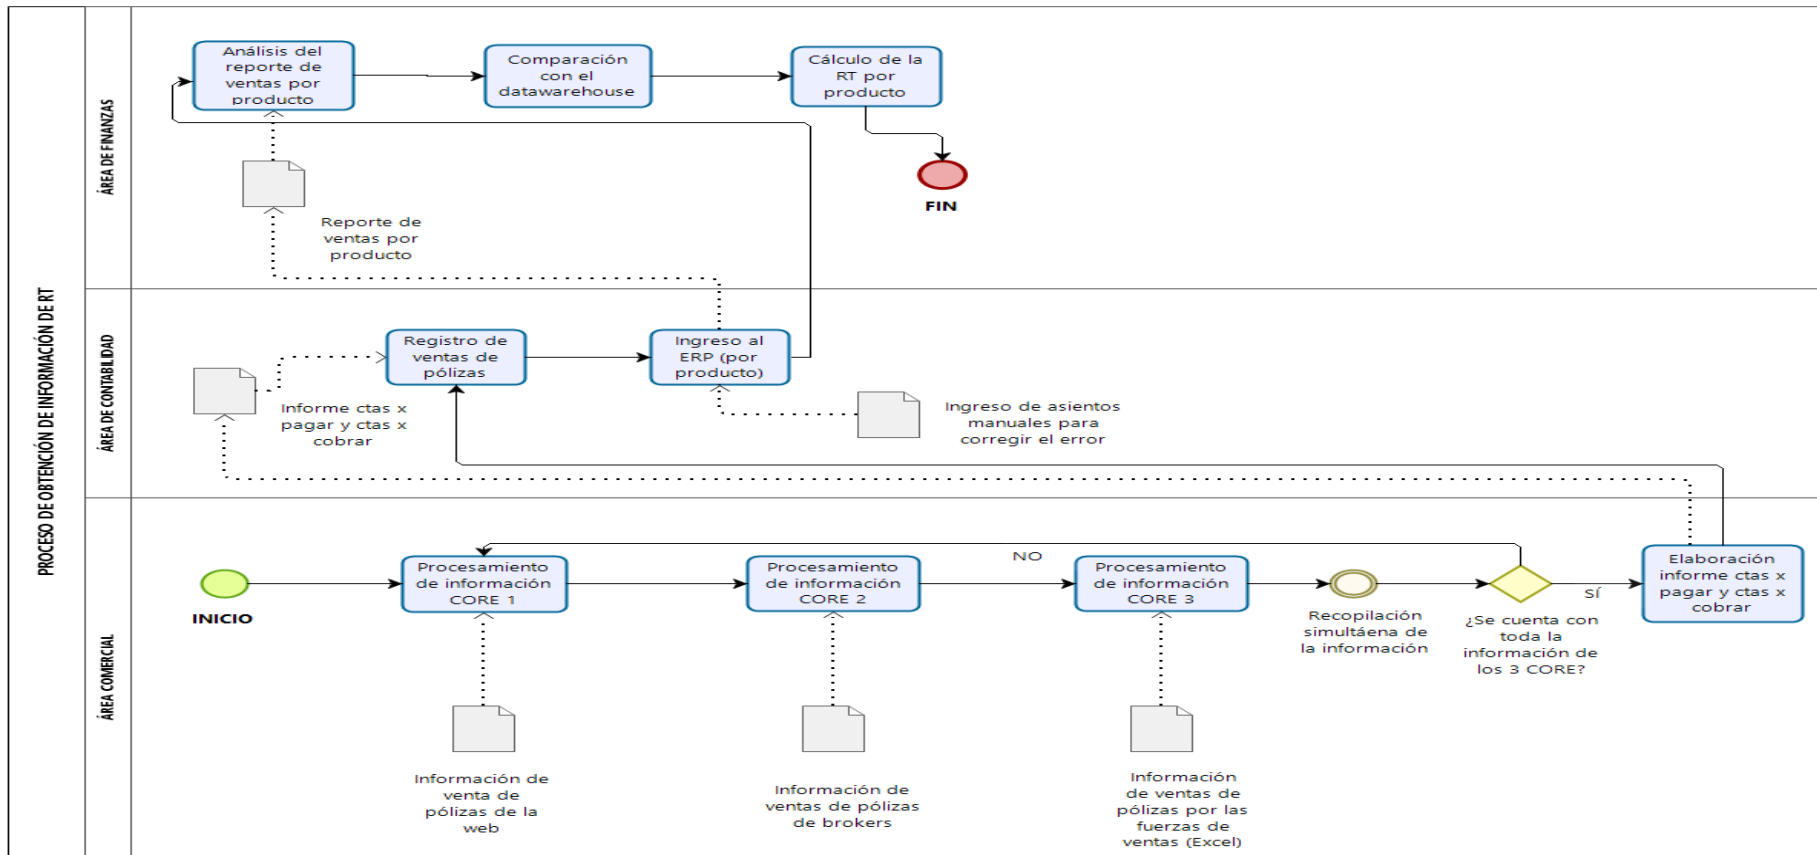 PROCESO DE OBTENCIÓN DE INFORMACIÓN DE RT
ÁREA DE FINANZAS
Análisis del
reporte de
ventas por
producto
Comparación
con el
datawarehouse
Cálculo de la
RT por
producto
FIN
Reporte de
ventas por
producto
ÁREA DE CONTABILIDAD
Registro de
ventas de
pólizas
Ingreso al
ERP (por
producto)
Informe ctas x
pagar y ctas x
cobrar
Ingreso de asientos
manuales para
corregir el error
ÁREA COMERCIAL
INICIO
Procesamiento
de información
CORE 1
Procesamiento
de información
CORE 2
NO
Procesamiento
de información
CORE 3
Recopilación
simultáena de
la información
¿Se cuenta con
toda la
información de
los 3 CORE?
SÍ
Elaboración
informe ctas x
pagar y ctas x
cobrar
Información de
venta de
pólizas de la
web
Información de
ventas de pólizas
de brokers
Información
de ventas de
pólizas por las
fuerzas de
ventas (Excel)